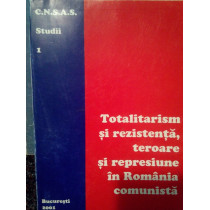 C.N.S.A.S.
Studii
1
Totalitarism
și rezistență,
teroare
și represiune
în România
comunistă
București
2001